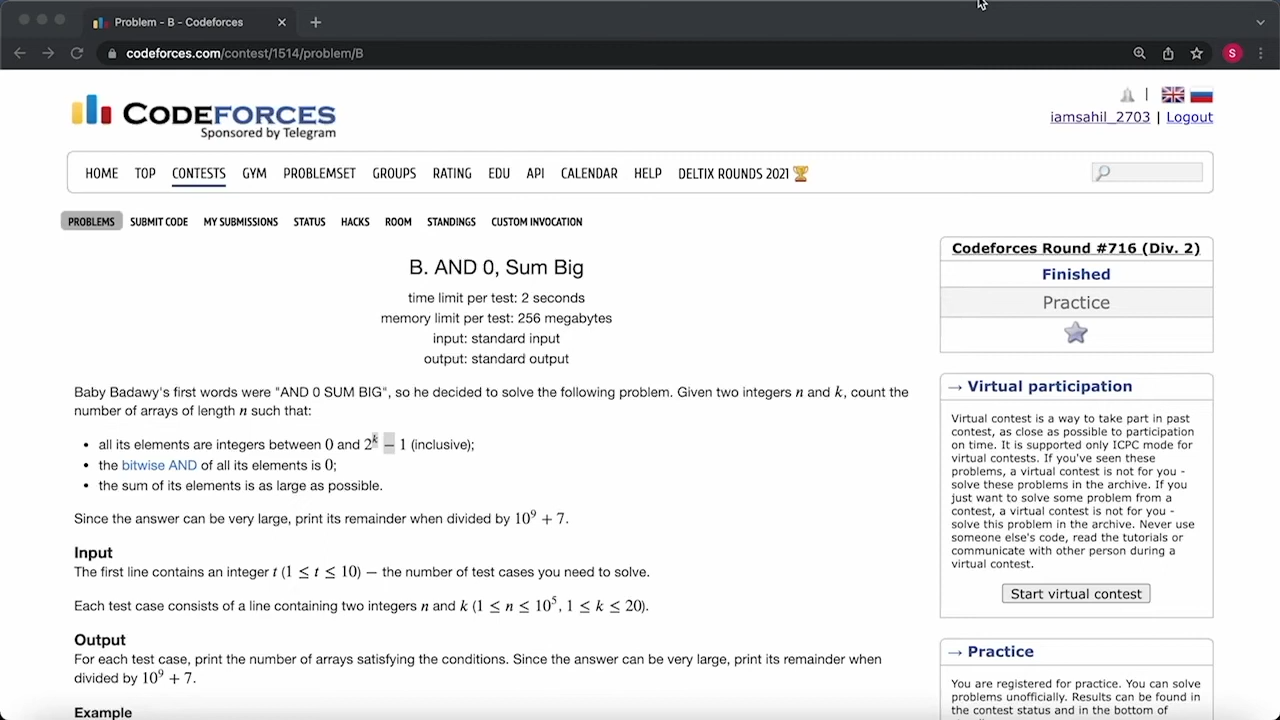 Problem - B - Codeforces
codeforces.com/contest/1514/problem/B
S
CODEFORCES
Sponsored by Telegram
|
iamsahil_2703 | Logout
HOME TOP CONTESTS GYM PROBLEMSET GROUPS RATING EDU API CALENDAR HELP DELTIX ROUNDS 2021
PROBLEMS SUBMIT CODE MY SUBMISSIONS STATUS HACKS ROOM STANDINGS CUSTOM INVOCATION
B. AND 0, Sum Big
time limit per test: 2 seconds
memory limit per test: 256 megabytes
input: standard input
output: standard output
Baby Badawy's first words were "AND 0 SUM BIG", so he decided to solve the following problem. Given two integers n and k, count the
number of arrays of length n such that:
• all its elements are integers between 0 and 2^k − 1 (inclusive);
• the bitwise AND of all its elements is 0;
• the sum of its elements is as large as possible.
Since the answer can be very large, print its remainder when divided by 10^9 + 7.
Input
The first line contains an integer t (1 ≤ t ≤ 10) — the number of test cases you need to solve.
Each test case consists of a line containing two integers n and k (1 ≤ n ≤ 10^5, 1 ≤ k ≤ 20).
Output
For each test case, print the number of arrays satisfying the conditions. Since the answer can be very large, print its remainder when
divided by 10^9 + 7.
Example
Codeforces Round #716 (Div. 2)
Finished
Practice
→ Virtual participation
Virtual contest is a way to take part in past
contest, as close as possible to participation
on time. It is supported only ICPC mode for
virtual contests. If you've seen these
problems, a virtual contest is not for you -
solve these problems in the archive. If you
just want to solve some problem from a
contest, a virtual contest is not for you -
solve this problem in the archive. Never use
someone else's code, read the tutorials or
communicate with other person during a
virtual contest.
Start virtual contest
→ Practice
You are registered for practice. You can solve
problems unofficially. Results can be found in
the contest status and in the bottom of